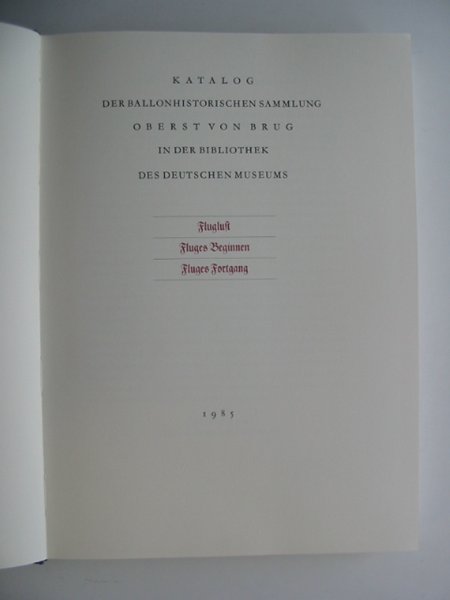 KATALOG
DER BALLONHISTORISCHEN SAMMLUNG
OBERST VON BRUG
IN DER BIBLIOTHEK
DES DEUTSCHEN MUSEUMS
Fluglust
Fluges Beginnen
Fluges Fortgang
1985